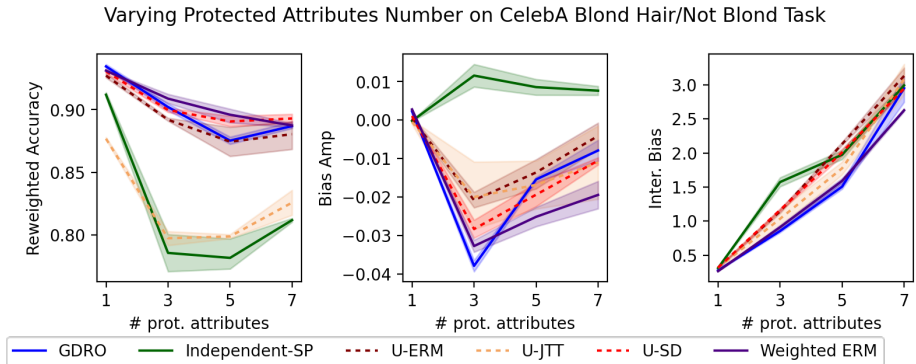 Varying Protected Attributes Number on CelebA Blond Hair/Not Blond Task
Reweighted Accuracy
0.90
0.85
0.80
1 3 5 7
# prot. attributes
Bias Amp
0.01
0.00
−0.01
−0.02
−0.03
−0.04
1 3 5 7
# prot. attributes
Inter. Bias
3.0
2.5
2.0
1.5
1.0
0.5
1 3 5 7
# prot. attributes
GDRO Independent-SP U-ERM U-JTT U-SD Weighted ERM